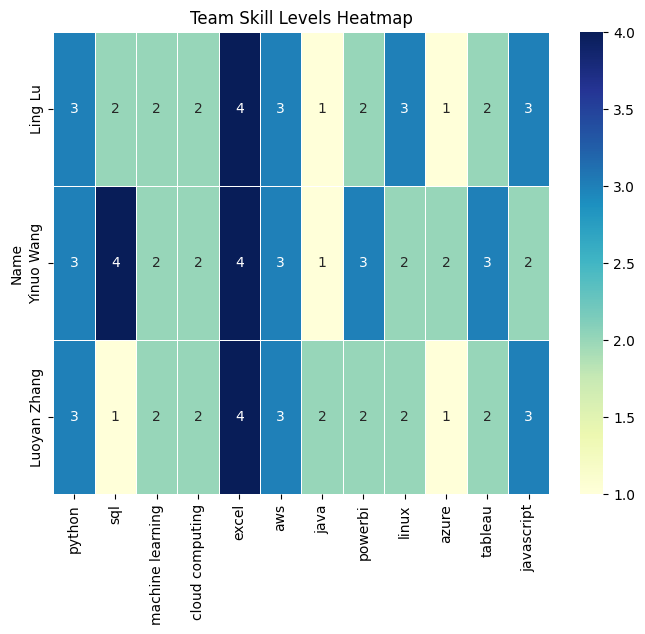 Team Skill Levels Heatmap
Name
Ling Lu
3 2 2 2 4 3 1 2 3 1 2 3
Yinuo Wang
3 4 2 2 4 3 1 3 2 2 3 2
Luoyan Zhang
3 1 2 2 4 3 2 2 2 1 2 3
python
sql
machine learning
cloud computing
excel
aws
java
powerbi
linux
azure
tableau
javascript
4.0
3.5
3.0
2.5
2.0
1.5
1.0